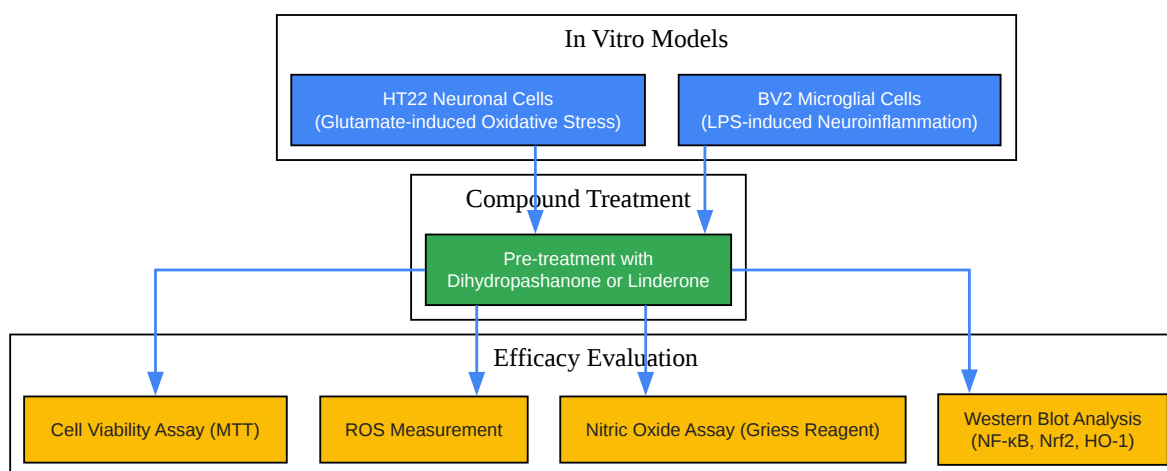 In Vitro Models
HT22 Neuronal Cells
(Glutamate-induced Oxidative Stress)
BV2 Microglial Cells
(LPS-induced Neuroinflammation)
Compound Treatment
Pre-treatment with
Dihydropashanone or Linderone
Efficacy Evaluation
Cell Viability Assay (MTT)
ROS Measurement
Nitric Oxide Assay (Griess Reagent)
Western Blot Analysis
(NF-κB, Nrf2, HO-1)